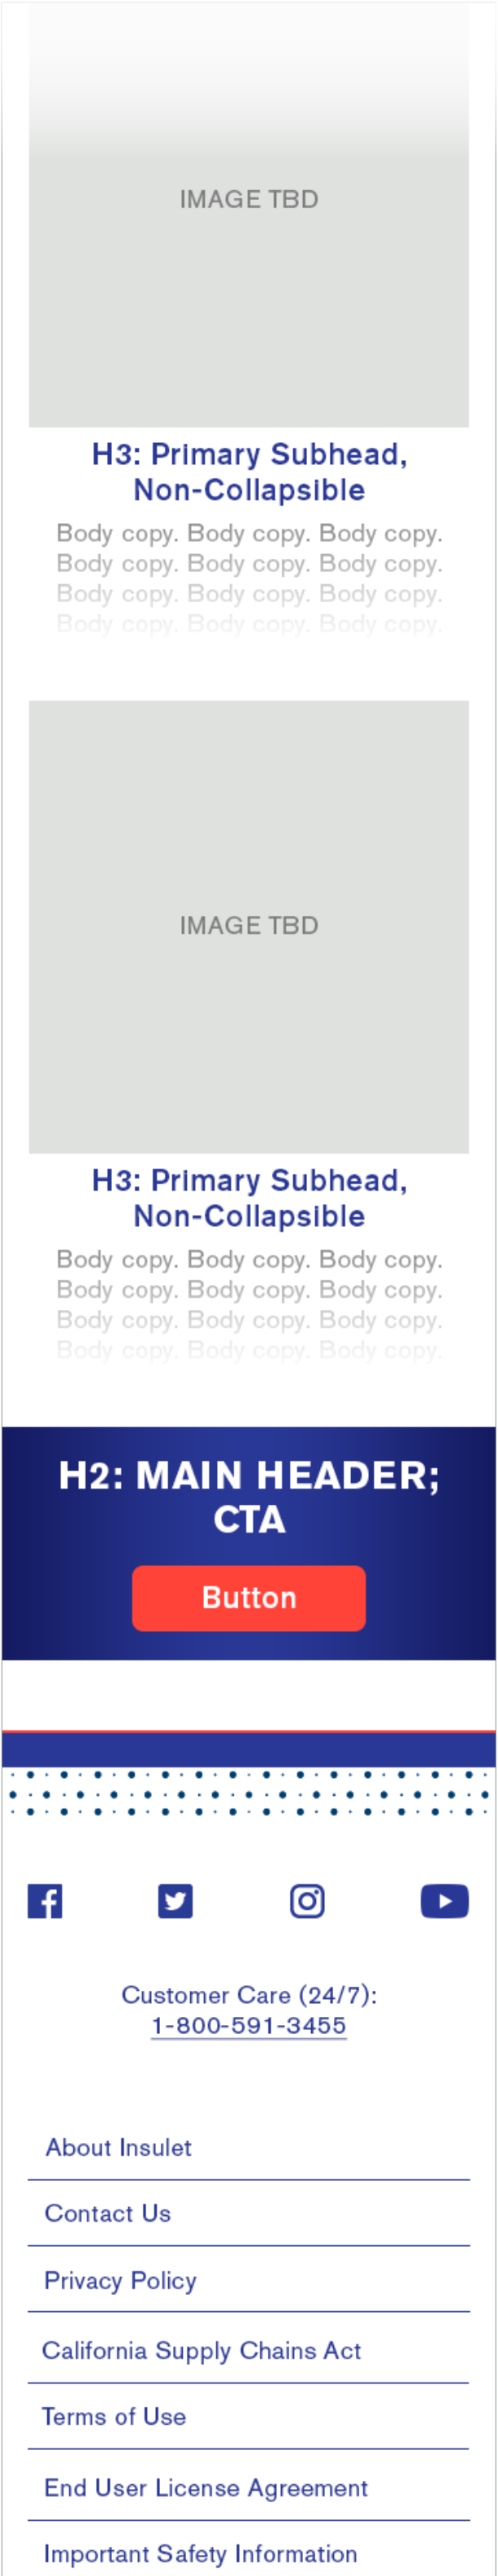 IMAGE TBD
H3: Primary Subhead,
Non-Collapsible
Body copy. Body copy. Body copy.
Body copy. Body copy. Body copy.
Body copy. Body copy. Body copy.
Body copy. Body copy. Body copy.
IMAGE TBD
H3: Primary Subhead,
Non-Collapsible
Body copy. Body copy. Body copy.
Body copy. Body copy. Body copy.
Body copy. Body copy. Body copy.
Body copy. Body copy. Body copy.
H2: MAIN HEADER;
CTA
Button
Customer Care (24/7):
1-800-591-3455
About Insulet
Contact Us
Privacy Policy
California Supply Chains Act
Terms of Use
End User License Agreement
Important Safety Information